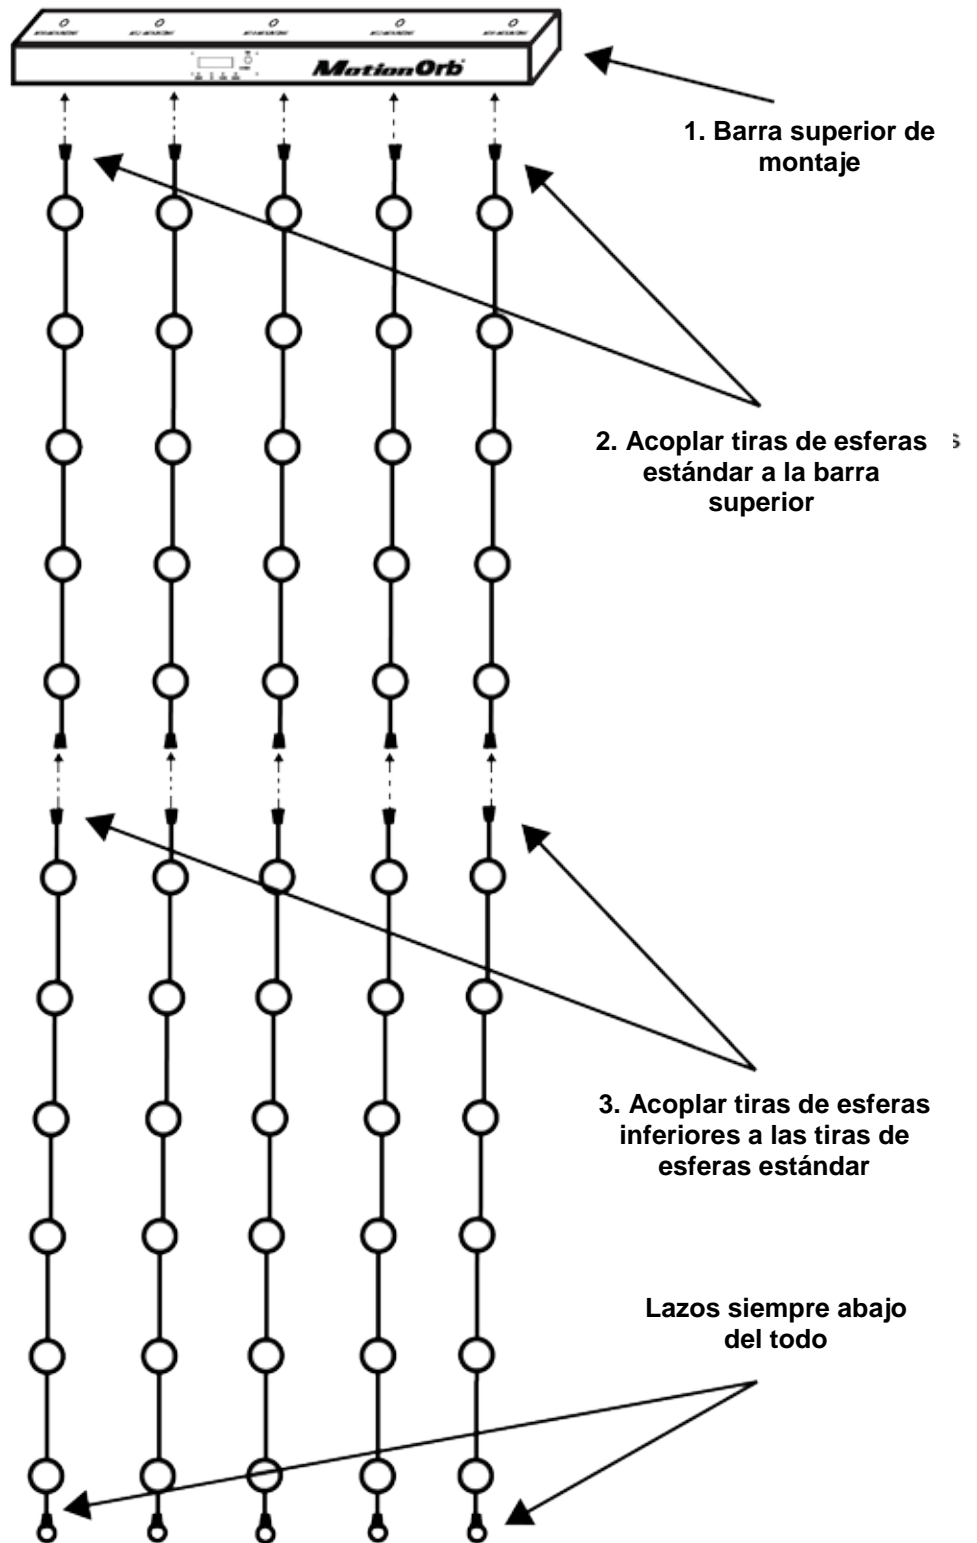 MotionOrb
1. Barra superior de
montaje
2. Acoplar tiras de esferas
estándar a la barra
superior
s
3. Acoplar tiras de esferas
inferiores a las tiras de
esferas estándar
Lazos siempre abajo
del todo